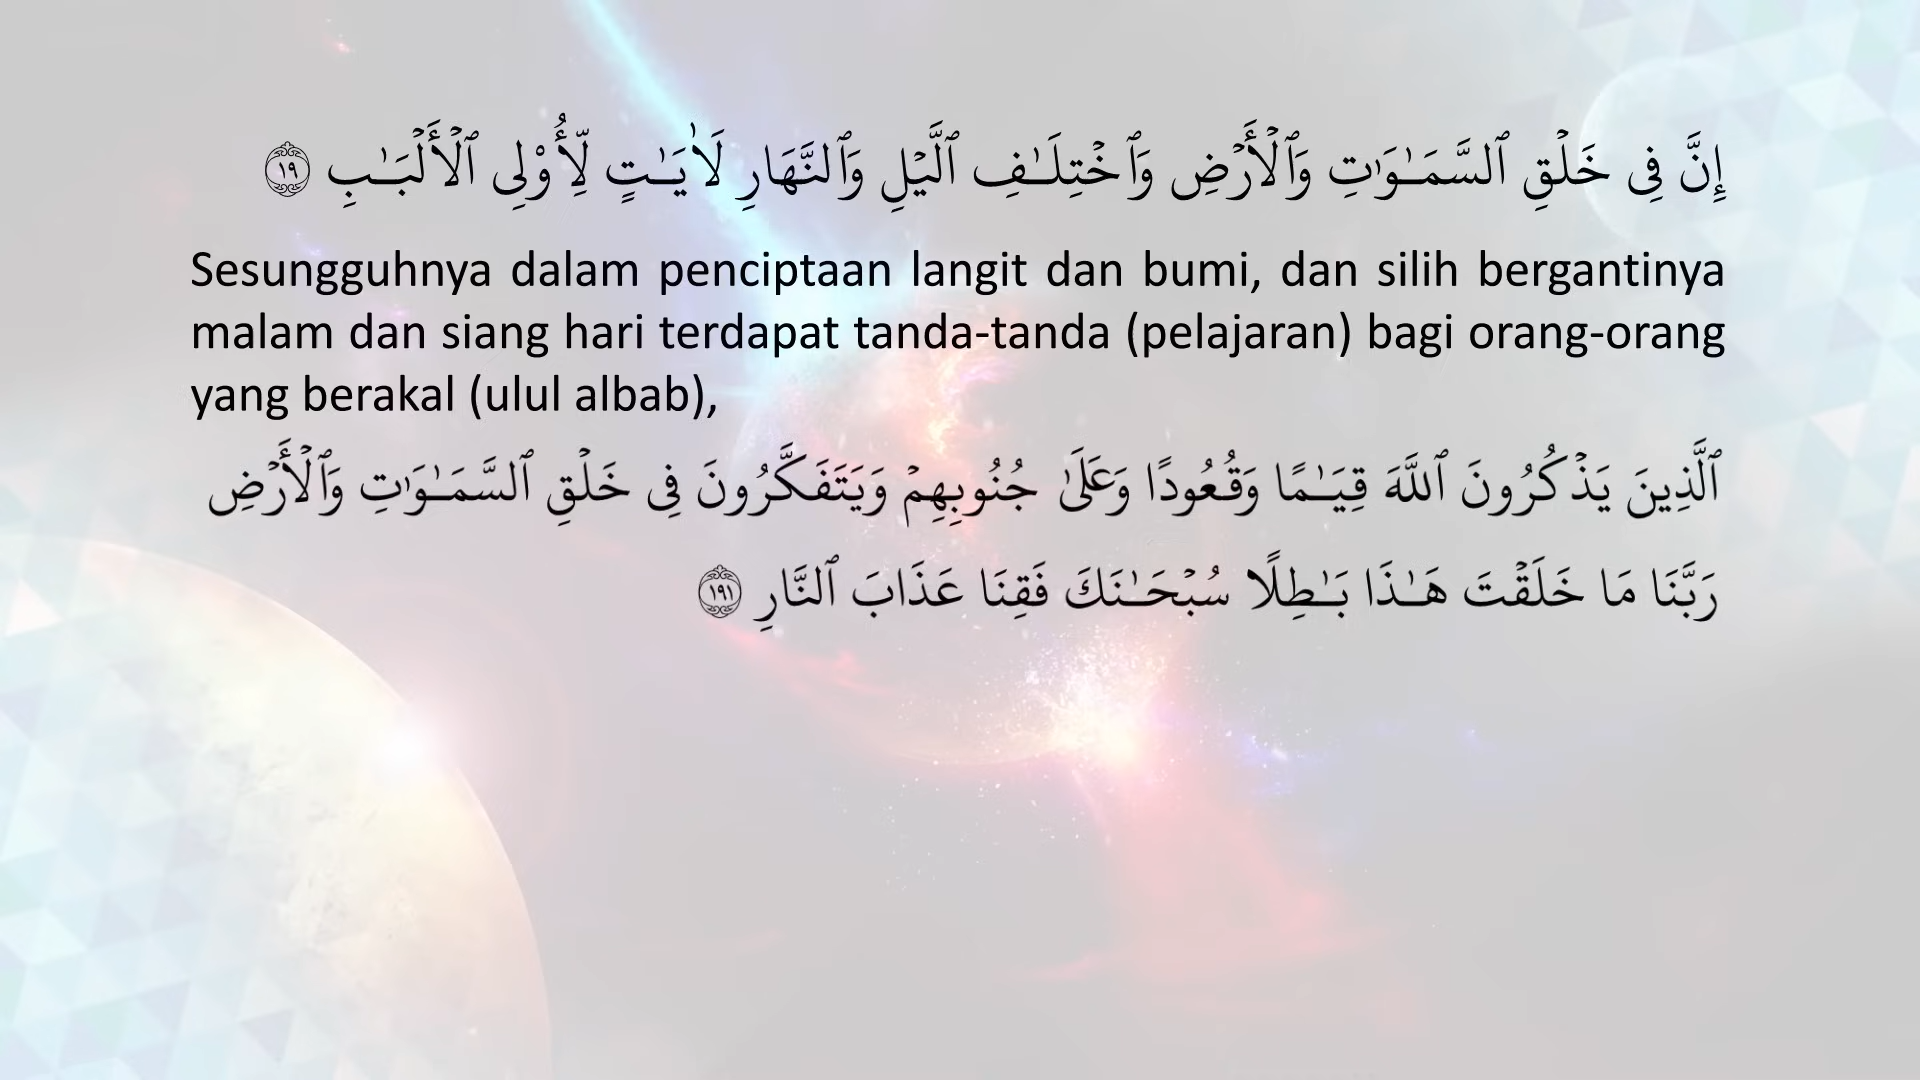 إِنَّ فِى خَلْقِ ٱلسَّمَـٰوَٰتِ وَٱلْأَرْضِ وَٱخْتِلَـٰفِ ٱلَّيْلِ وَٱلنَّهَارِ لَـَٔايَـٰتٍ لِّأُو۟لِى ٱلْأَلْبَـٰبِ ١٩
Sesungguhnya dalam penciptaan langit dan bumi, dan silih bergantinya
malam dan siang hari terdapat tanda-tanda (pelajaran) bagi orang-orang
yang berakal (ulul albab),
ٱلَّذِينَ يَذْكُرُونَ ٱللَّهَ قِيَـٰمًا وَقُعُودًا وَعَلَىٰ جُنُوبِهِمْ وَيَتَفَكَّرُونَ فِى خَلْقِ ٱلسَّمَـٰوَٰتِ وَٱلْأَرْضِ
رَبَّنَا مَا خَلَقْتَ هَـٰذَا بَـٰطِلًا سُبْحَـٰنَكَ فَقِنَا عَذَابَ ٱلنَّارِ ١٩١